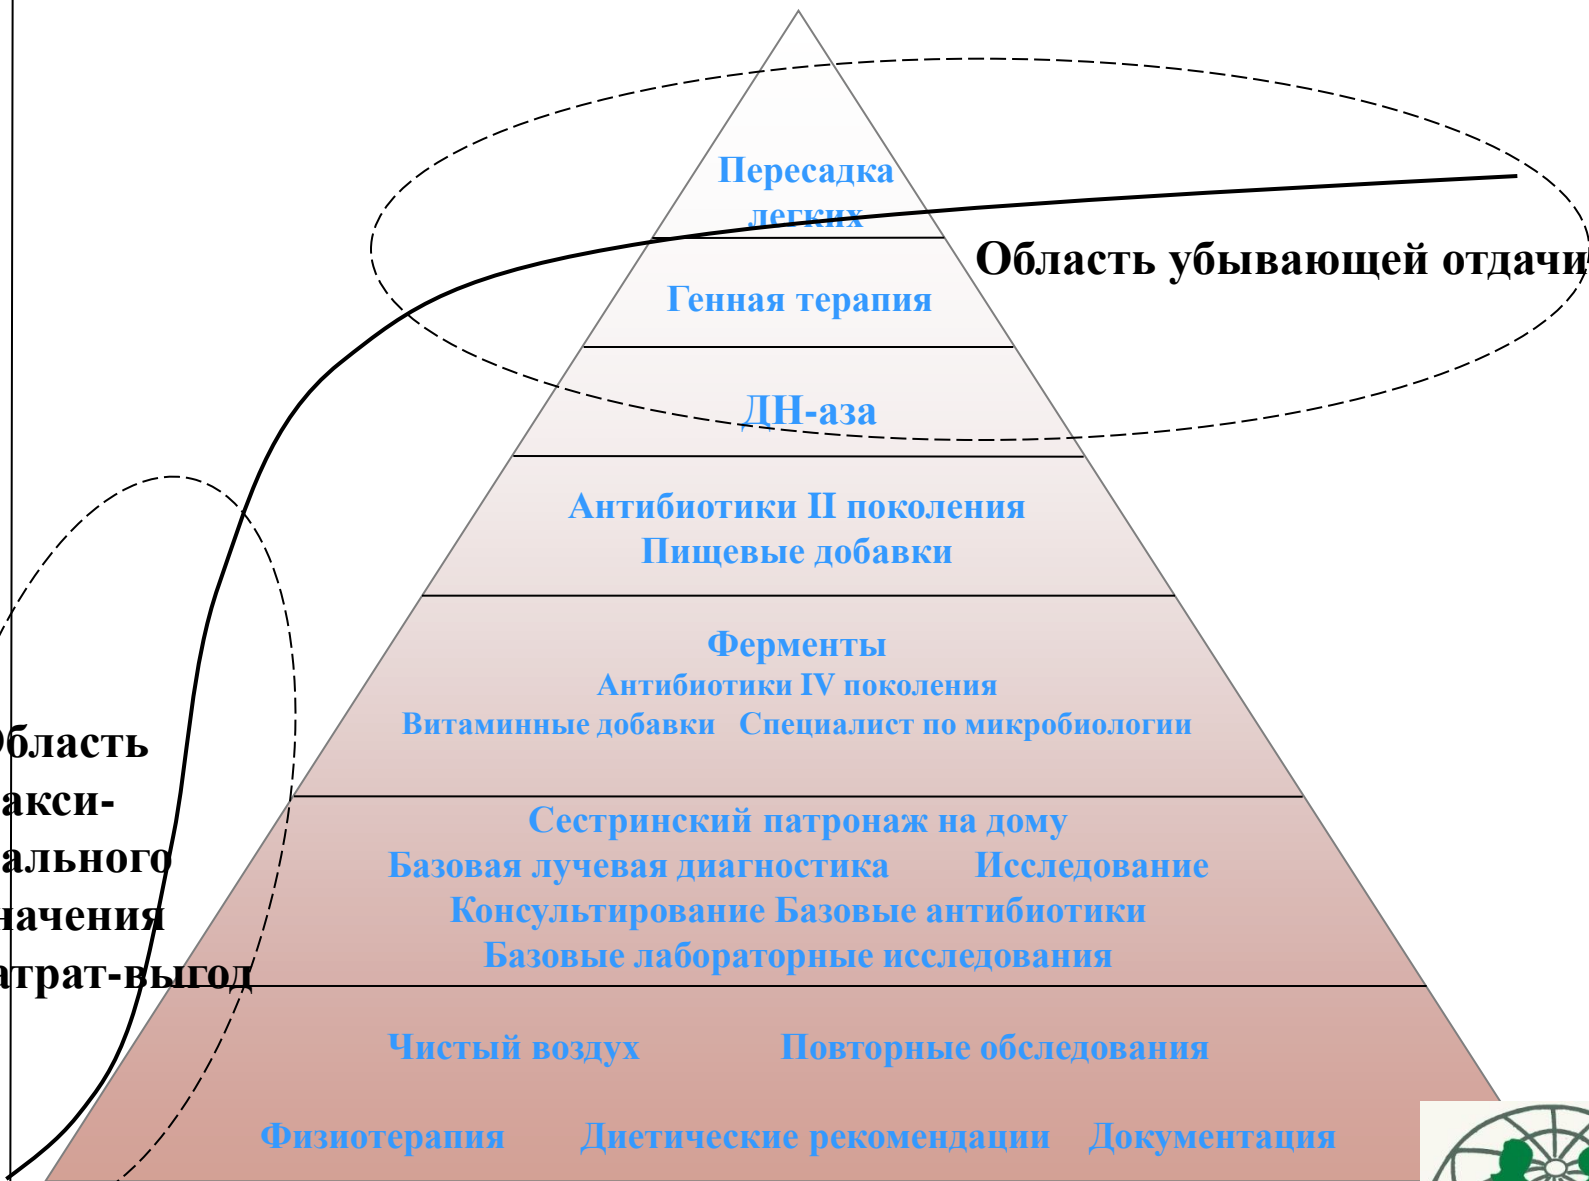 Пересадка
легких
Область убывающей отдачи
Генная терапия
ДН-аза
Антибиотики II поколения
Пищевые добавки
Ферменты
Антибиотики IV поколения
Витаминные добавки Специалист по микробиологии
бласть
акси-
ального
начения
атрат-выгод
Сестринский патронаж на дому
Базовая лучевая диагностика Исследование
Консультирование Базовые антибиотики
Базовые лабораторные исследования
Чистый воздух Повторные обследования
Физиотерапия Диетические рекомендации Документация